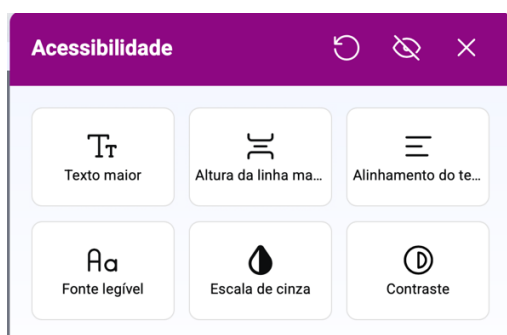 Acessibilidade
Texto maior
Altura da linha ma...
Alinhamento do te...
Fonte legível
Escala de cinza
Contraste